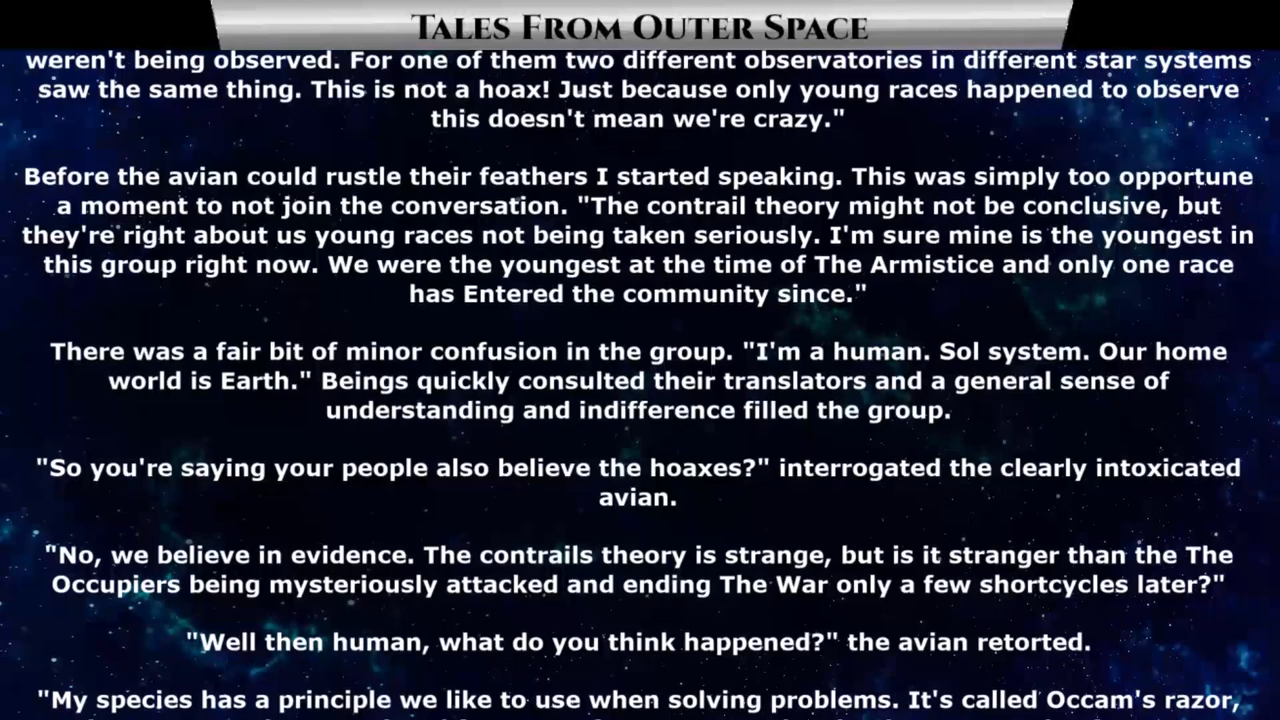 Tales From Outer Space
weren't being observed. For one of them two different observatories in different star systems
saw the same thing. This is not a hoax! Just because only young races happened to observe
this doesn't mean we're crazy."
Before the avian could rustle their feathers I started speaking. This was simply too opportune
a moment to not join the conversation. "The contrail theory might not be conclusive, but
they're right about us young races not being taken seriously. I'm sure mine is the youngest in
this group right now. We were the youngest at the time of The Armistice and only one race
has Entered the community since."
There was a fair bit of minor confusion in the group. "I'm a human. Sol system. Our home
world is Earth." Beings quickly consulted their translators and a general sense of
understanding and indifference filled the group.
"So you're saying your people also believe the hoaxes?" interrogated the clearly intoxicated
avian.
"No, we believe in evidence. The contrails theory is strange, but is it stranger than the The
Occupiers being mysteriously attacked and ending The War only a few shortcycles later?"
"Well then human, what do you think happened?" the avian retorted.
"My species has a principle we like to use when solving problems. It's called Occam's razor,